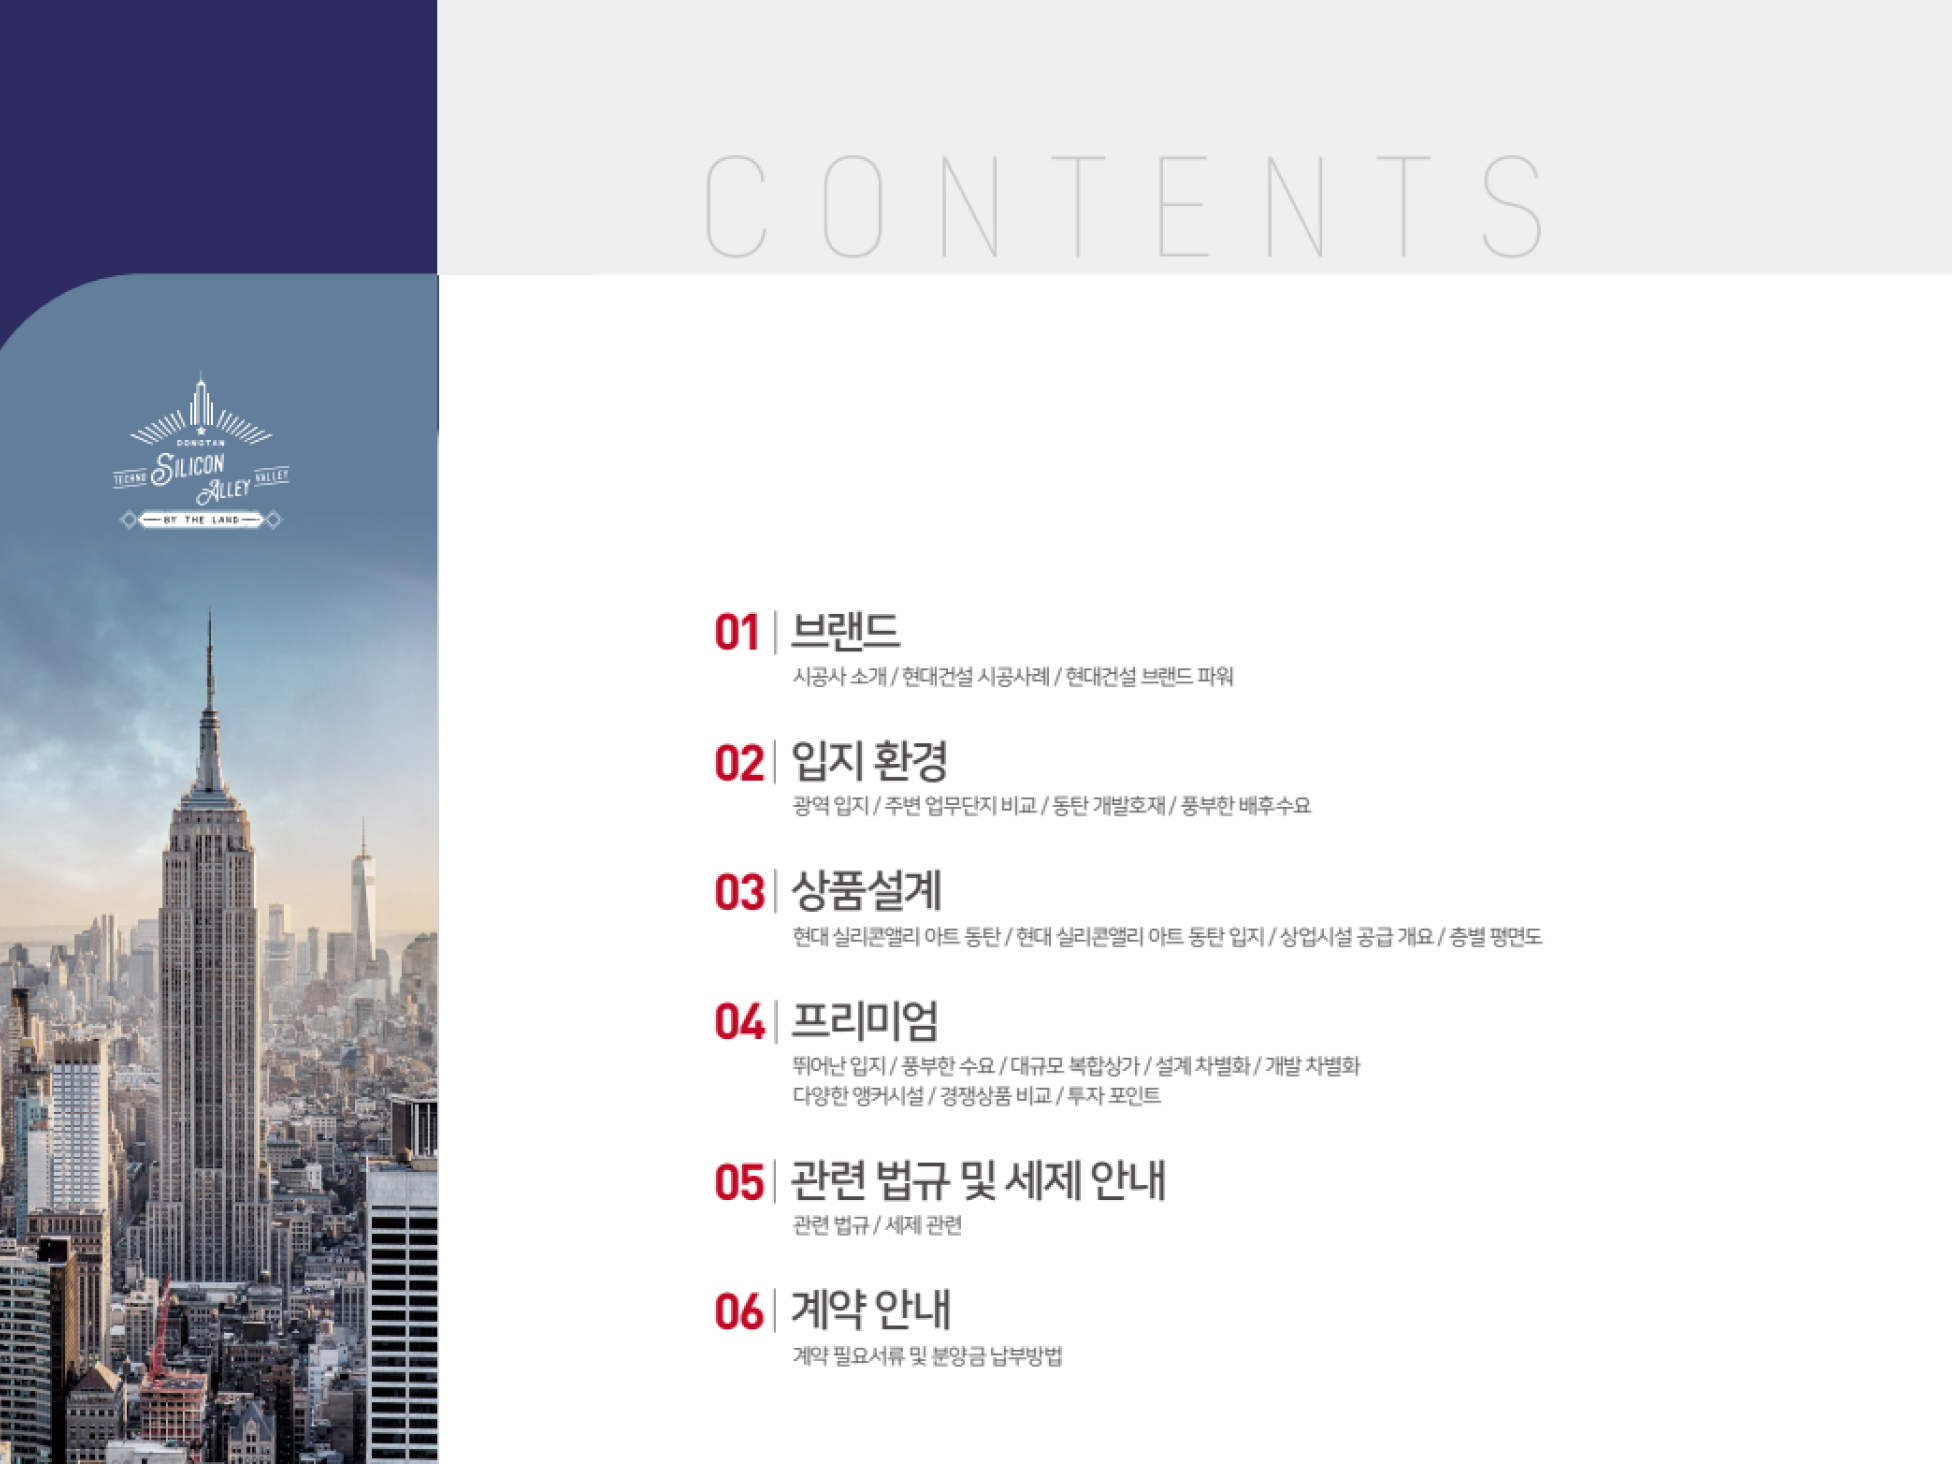 CONTENTS
DONGTAN
TECHNO SILICON ALLEY VALLEY
BY THE LAND
01 브랜드
시공사 소개 / 현대건설 시공사례 / 현대건설 브랜드 파워
02 입지 환경
광역 입지 / 주변 업무단지 비교 / 동탄 개발호재 / 풍부한 배후수요
03 상품설계
현대 실리콘앨리 아트 동탄 / 현대 실리콘앨리 아트 동탄 입지 / 상업시설 공급 개요 / 층별 평면도
04 프리미엄
뛰어난 입지 / 풍부한 수요 / 대규모 복합상가 / 설계 차별화 / 개발 차별화
다양한 앵커시설 / 경쟁상품 비교 / 투자 포인트
05 관련 법규 및 세제 안내
관련 법규 / 세제 관련
06 계약 안내
계약 필요서류 및 분양금 납부방법